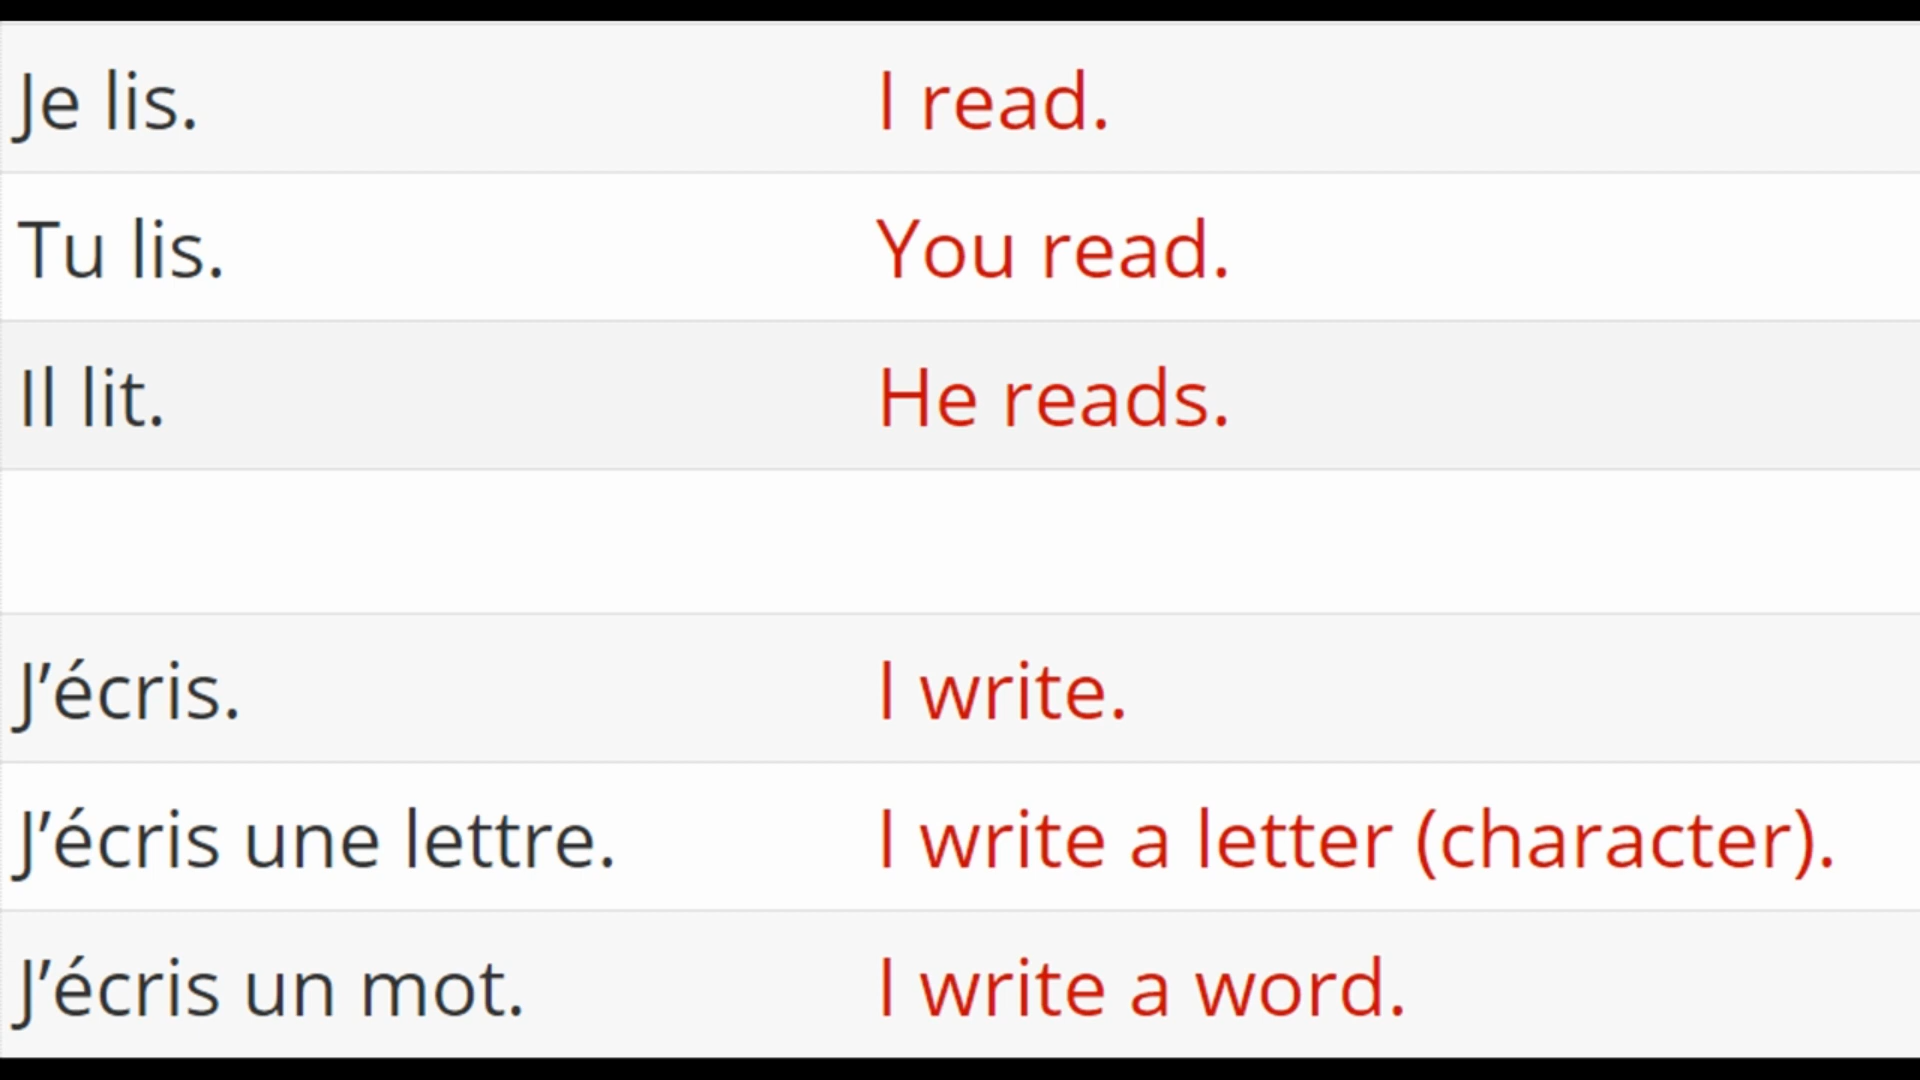 Je lis. I read.
Tu lis. You read.
Il lit. He reads.
J’écris. I write.
J’écris une lettre. I write a letter (character).
J’écris un mot. I write a word.